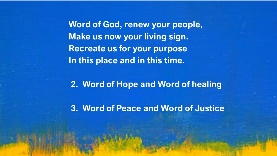 Word of God, renew your people,
Make us now your living sign.
Recreate us for your purpose
In this place and in this time.
2. Word of Hope and Word of healing
3. Word of Peace and Word of Justice